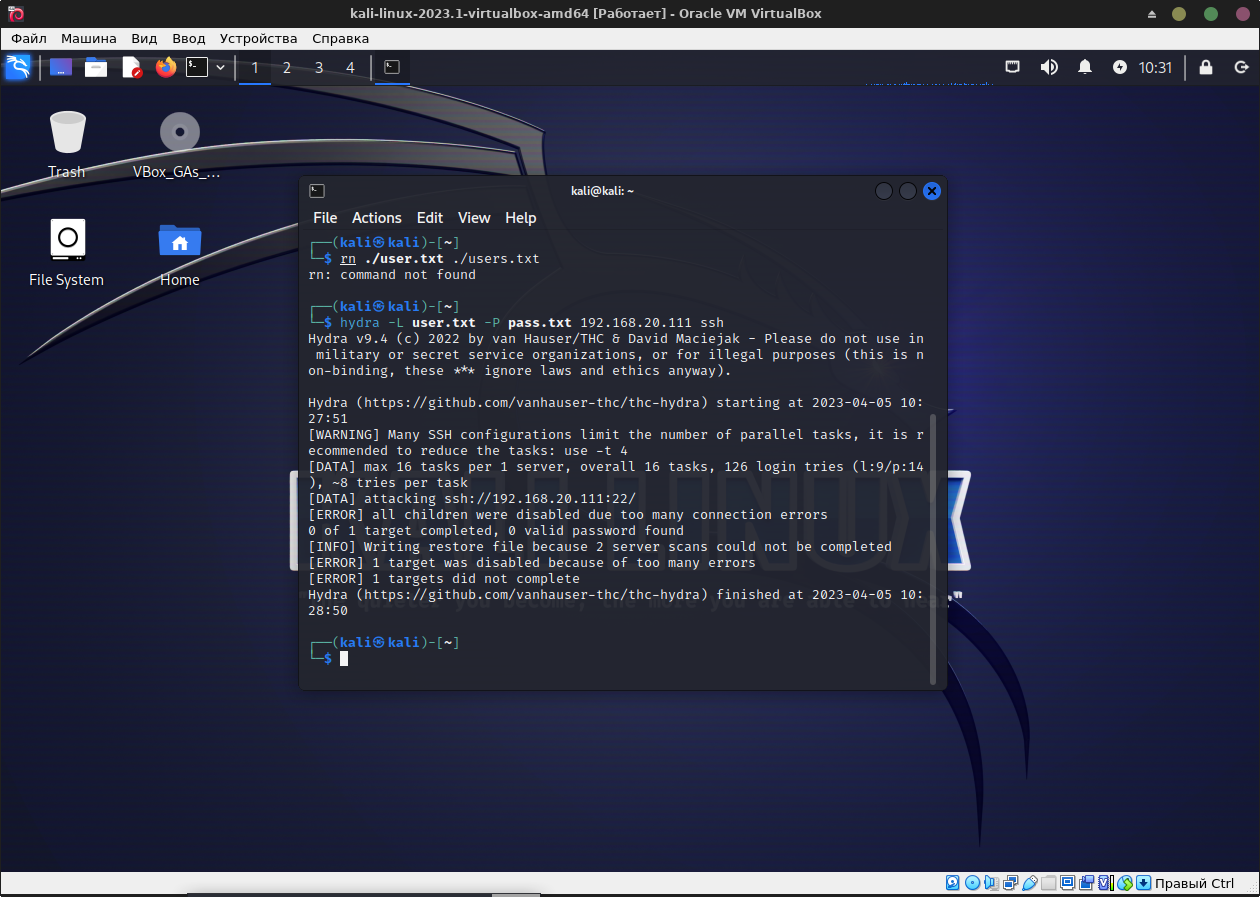 kali-linux-2023.1-virtualbox-amd64 [Работает] - Oracle VM VirtualBox
Файл Машина Вид Ввод Устройства Справка
1 2 3 4 10:31
Trash VBox_GAs_...
File System Home
kali@kali: ~
File Actions Edit View Help
┌──(kali㉿kali)-[~]
└─$ rn ./user.txt ./users.txt
rn: command not found
┌──(kali㉿kali)-[~]
└─$ hydra -L user.txt -P pass.txt 192.168.20.111 ssh
Hydra v9.4 (c) 2022 by van Hauser/THC & David Maciejak - Please do not use in
military or secret service organizations, or for illegal purposes (this is n
on-binding, these *** ignore laws and ethics anyway).
Hydra (https://github.com/vanhauser-thc/thc-hydra) starting at 2023-04-05 10:
27:51
[WARNING] Many SSH configurations limit the number of parallel tasks, it is r
ecommended to reduce the tasks: use -t 4
[DATA] max 16 tasks per 1 server, overall 16 tasks, 126 login tries (l:9/p:14
), ~8 tries per task
[DATA] attacking ssh://192.168.20.111:22/
[ERROR] all children were disabled due too many connection errors
0 of 1 target completed, 0 valid password found
[INFO] Writing restore file because 2 server scans could not be completed
[ERROR] 1 target was disabled because of too many errors
[ERROR] 1 targets did not complete
Hydra (https://github.com/vanhauser-thc/thc-hydra) finished at 2023-04-05 10:
28:50
┌──(kali㉿kali)-[~]
└─$
Правый Ctrl